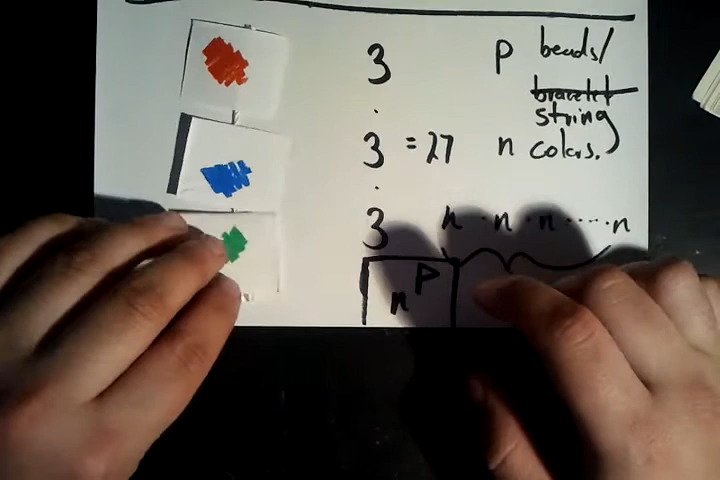 3 p beads/
. bracelet
string
3 = 27 n colors.
.
3 n . n . n ..... n
n^p